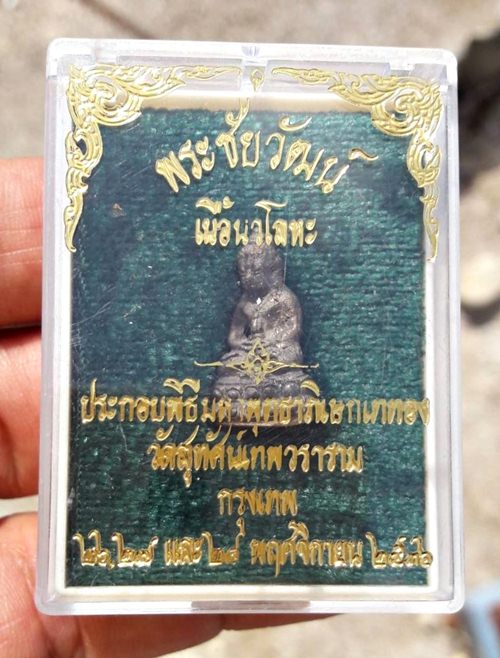 พระชัยวัฒน์
เนื้อนวโลหะ
ประกอบพิธีมหาพุทธาภิเษกเททอง
วัดสุทัศน์เทพวราราม
กรุงเทพ
๒๖,๒๗ และ๒๘ พฤศจิกายน ๒๕๓๖